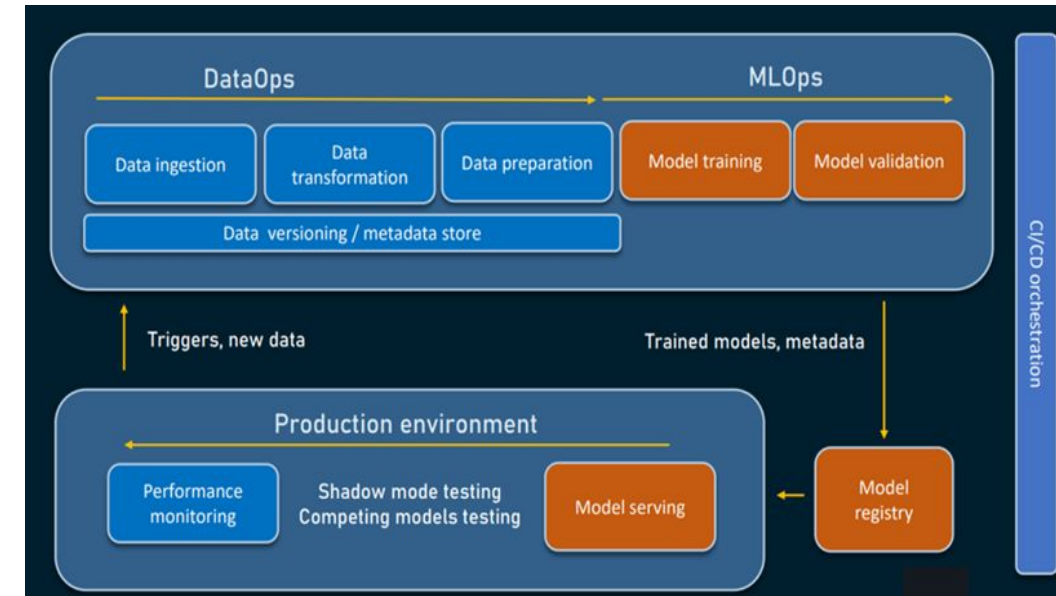 DataOps
MLOps
Data ingestion
Data
transformation
Data preparation
Model training
Model validation
Data versioning / metadata store
CI/CD orchestration
Triggers, new data
Trained models, metadata
Production environment
Performance
monitoring
Shadow mode testing
Competing models testing
Model serving
Model
registry